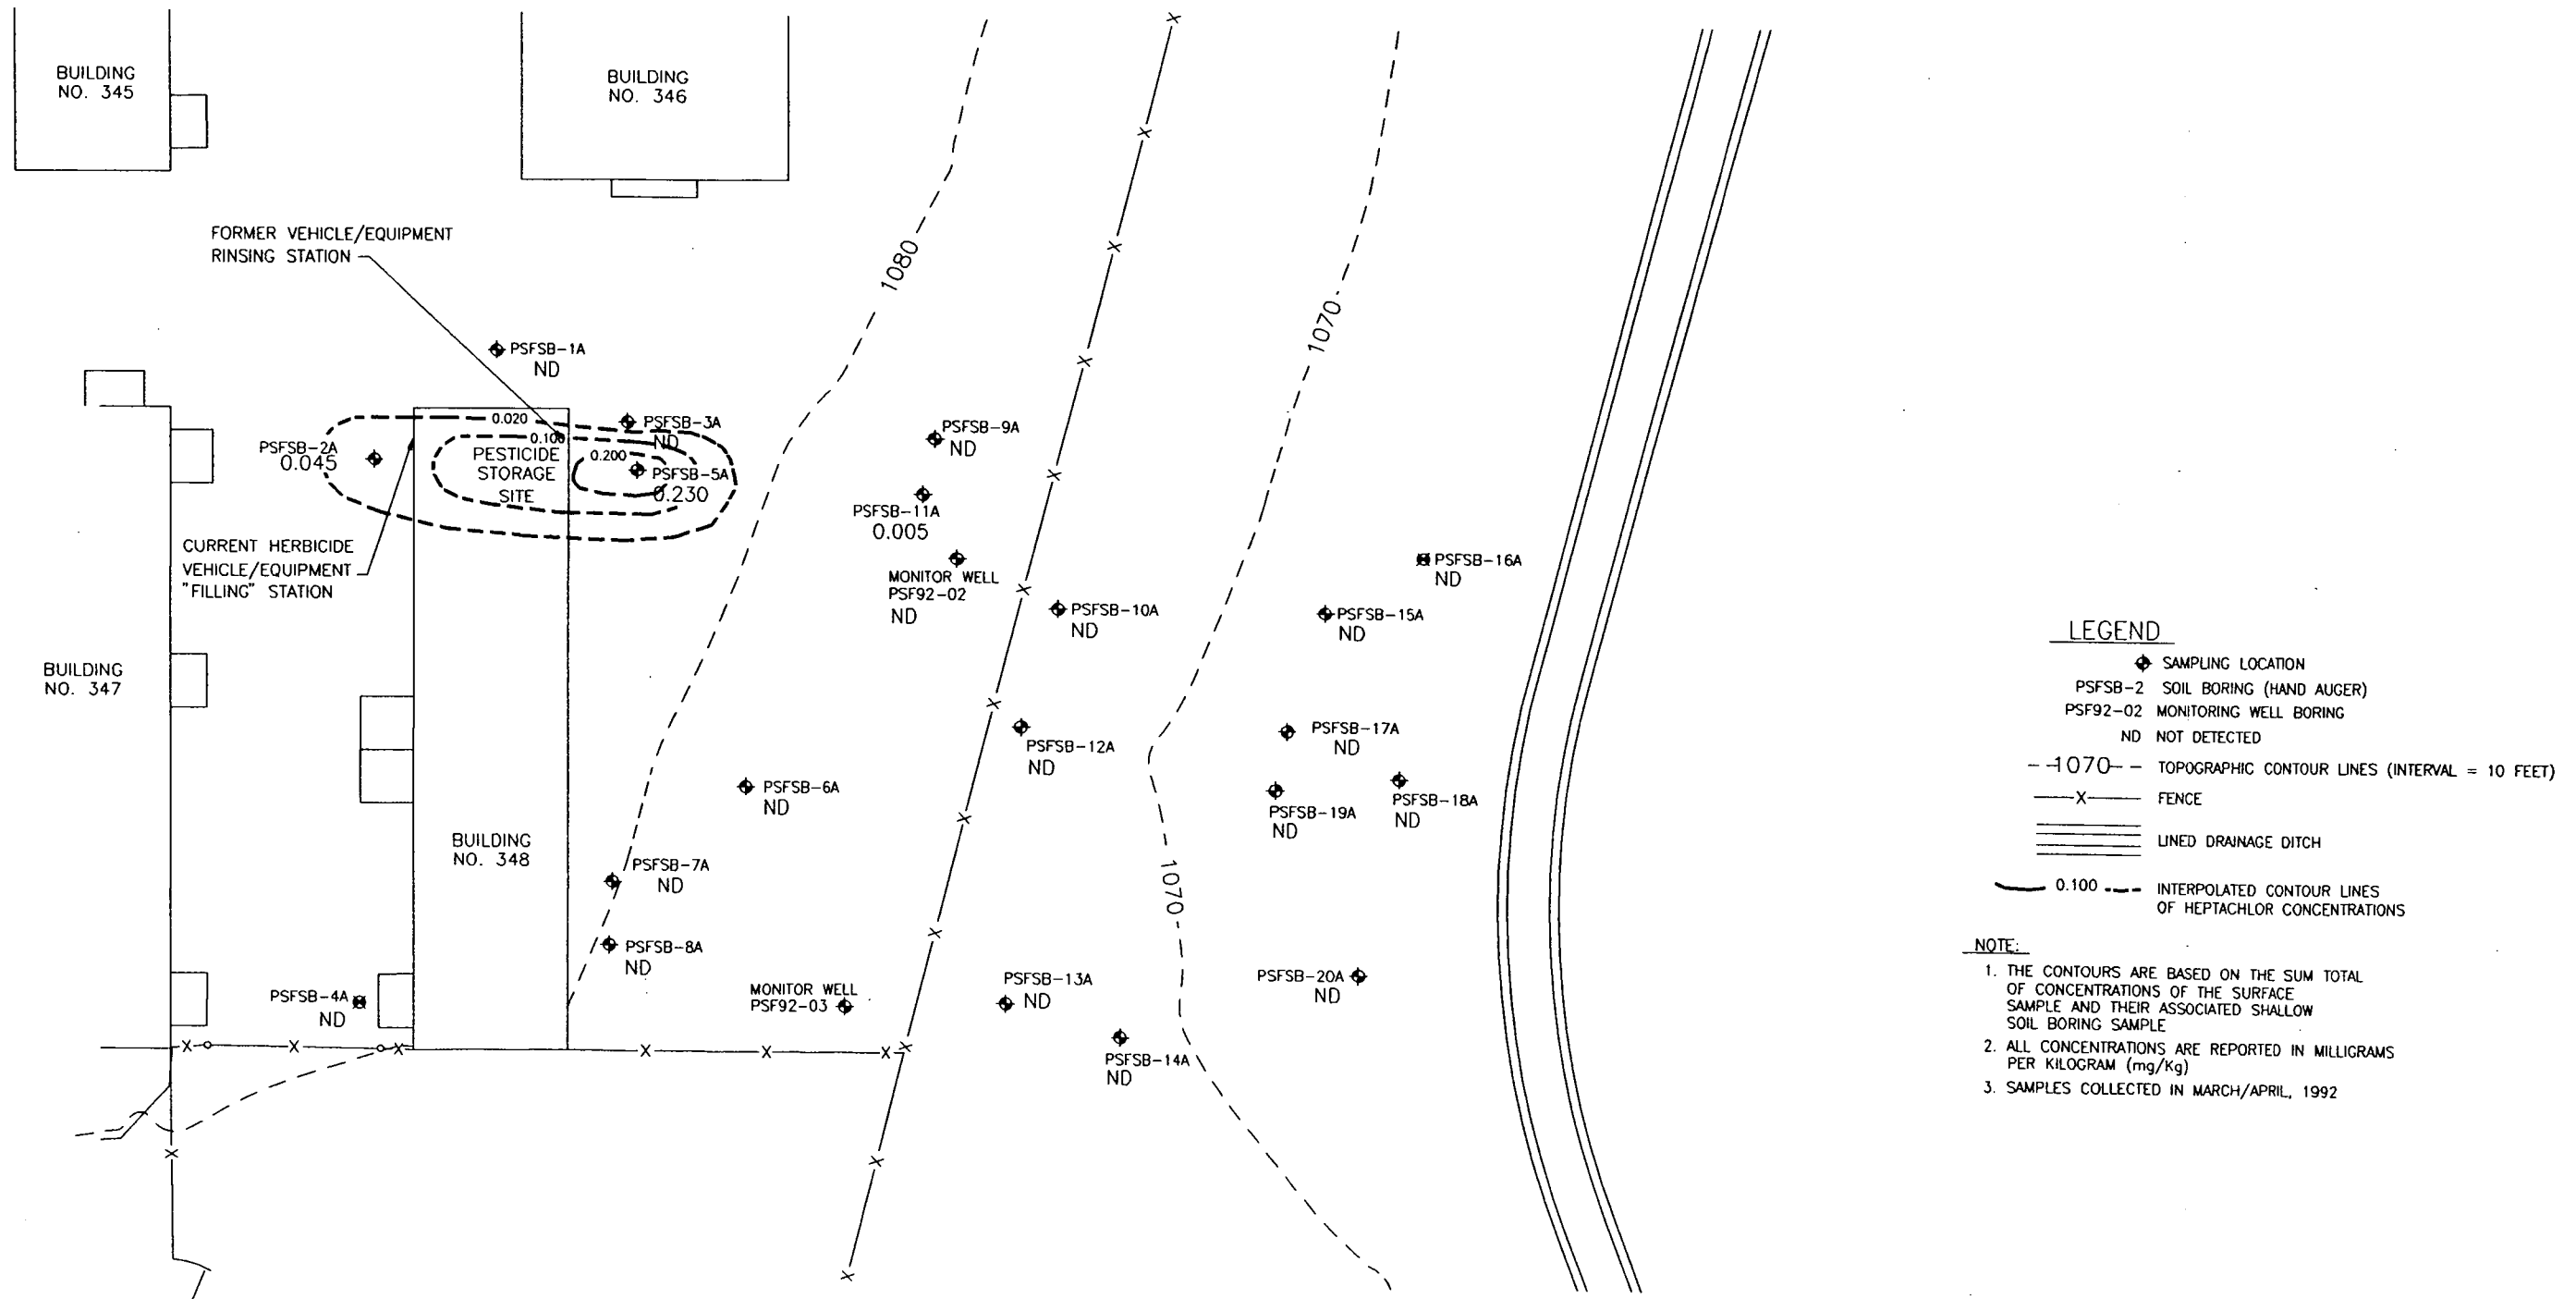 BUILDING
NO. 345
BUILDING
NO. 346
FORMER VEHICLE/EQUIPMENT
RINSING STATION
1080
1070
PSFSB-1A
ND
0.020
PSFSB-3A
ND
0.100
PSFSB-2A
0.045
PESTICIDE
STORAGE
SITE
0.200
PSFSB-5A
0.230
PSFSB-9A
ND
PSFSB-11A
0.005
CURRENT HERBICIDE
VEHICLE/EQUIPMENT
"FILLING" STATION
MONITOR WELL
PSF92-02
ND
PSFSB-16A
ND
PSFSB-10A
ND
PSFSB-15A
ND
BUILDING
NO. 347
PSFSB-12A
ND
PSFSB-17A
ND
PSFSB-6A
ND
PSFSB-19A
ND
PSFSB-18A
ND
BUILDING
NO. 348
PSFSB-7A
ND
1070
PSFSB-8A
ND
PSFSB-4A
ND
MONITOR WELL
PSF92-03
PSFSB-13A
ND
PSFSB-20A
ND
PSFSB-14A
ND
LEGEND
SAMPLING LOCATION
PSFSB-2 SOIL BORING (HAND AUGER)
PSF92-02 MONITORING WELL BORING
ND NOT DETECTED
1070 TOPOGRAPHIC CONTOUR LINES (INTERVAL = 10 FEET)
X FENCE
LINED DRAINAGE DITCH
0.100 INTERPOLATED CONTOUR LINES
OF HEPTACHLOR CONCENTRATIONS
NOTE:
1. THE CONTOURS ARE BASED ON THE SUM TOTAL
OF CONCENTRATIONS OF THE SURFACE
SAMPLE AND THEIR ASSOCIATED SHALLOW
SOIL BORING SAMPLE
2. ALL CONCENTRATIONS ARE REPORTED IN MILLIGRAMS
PER KILOGRAM (mg/Kg)
3. SAMPLES COLLECTED IN MARCH/APRIL, 1992